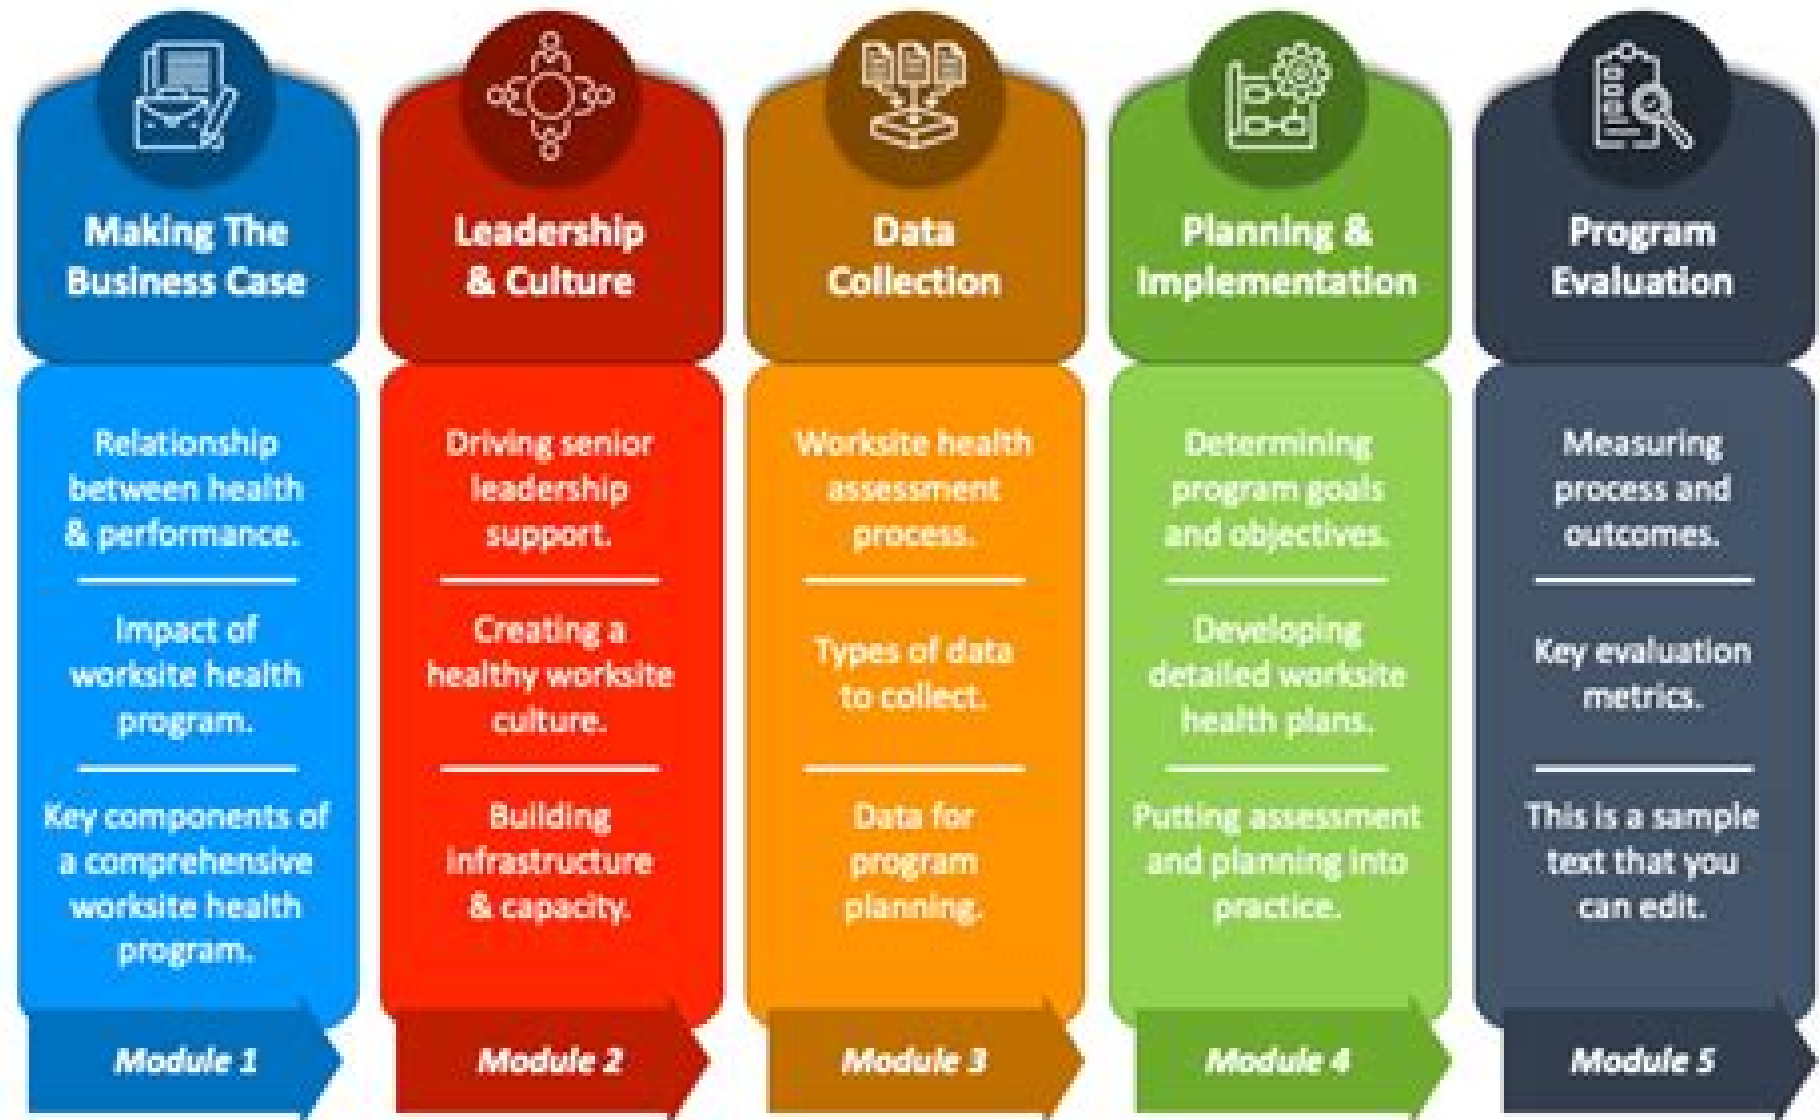 Making The
Business Case
Relationship
between health
& performance.
Impact of
worksite health
program.
Key components of
a comprehensive
worksite health
program.
Module 1
Leadership
& Culture
Driving senior
leadership
support.
Creating a
healthy worksite
culture.
Building
infrastructure
& capacity.
Module 2
Data
Collection
Worksite health
assessment
process.
Types of data
to collect.
Data for
program
planning.
Module 3
Planning &
Implementation
Determining
program goals
and objectives.
Developing
detailed worksite
health plans.
Putting assessment
and planning into
practice.
Module 4
Program
Evaluation
Measuring
process and
outcomes.
Key evaluation
metrics.
This is a sample
text that you
can edit.
Module 5